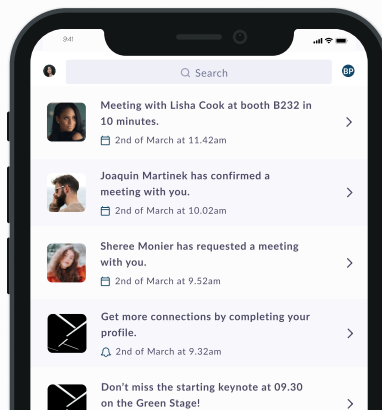 9:41
Search
BP
Meeting with Lisha Cook at booth B232 in
10 minutes.
2nd of March at 11.42am
Joaquin Martinek has confirmed a
meeting with you.
2nd of March at 10.02am
Sheree Monier has requested a meeting
with you.
2nd of March at 9.52am
Get more connections by completing your
profile.
2nd of March at 9.32am
Don’t miss the starting keynote at 09.30
on the Green Stage!